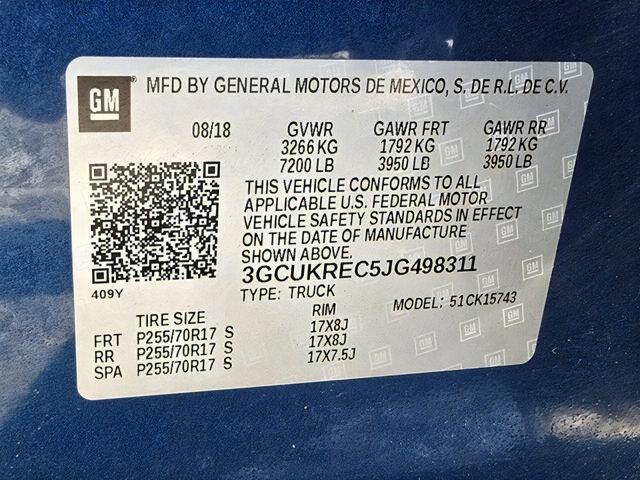 GM ® MFD BY GENERAL MOTORS DE MEXICO, S. DE R.L. DE C.V.
08/18 GVWR GAWR FRT GAWR RR
3266 KG 1792 KG 1792 KG
7200 LB 3950 LB 3950 LB
THIS VEHICLE CONFORMS TO ALL
APPLICABLE U.S. FEDERAL MOTOR
VEHICLE SAFETY STANDARDS IN EFFECT
ON THE DATE OF MANUFACTURE
SHOWN ABOVE.
3GCUKREC5JG498311
409Y TYPE: TRUCK MODEL: 51CK15743
TIRE SIZE RIM
FRT P255/70R17 S 17X8J
RR P255/70R17 S 17X8J
SPA P255/70R17 S 17X7.5J